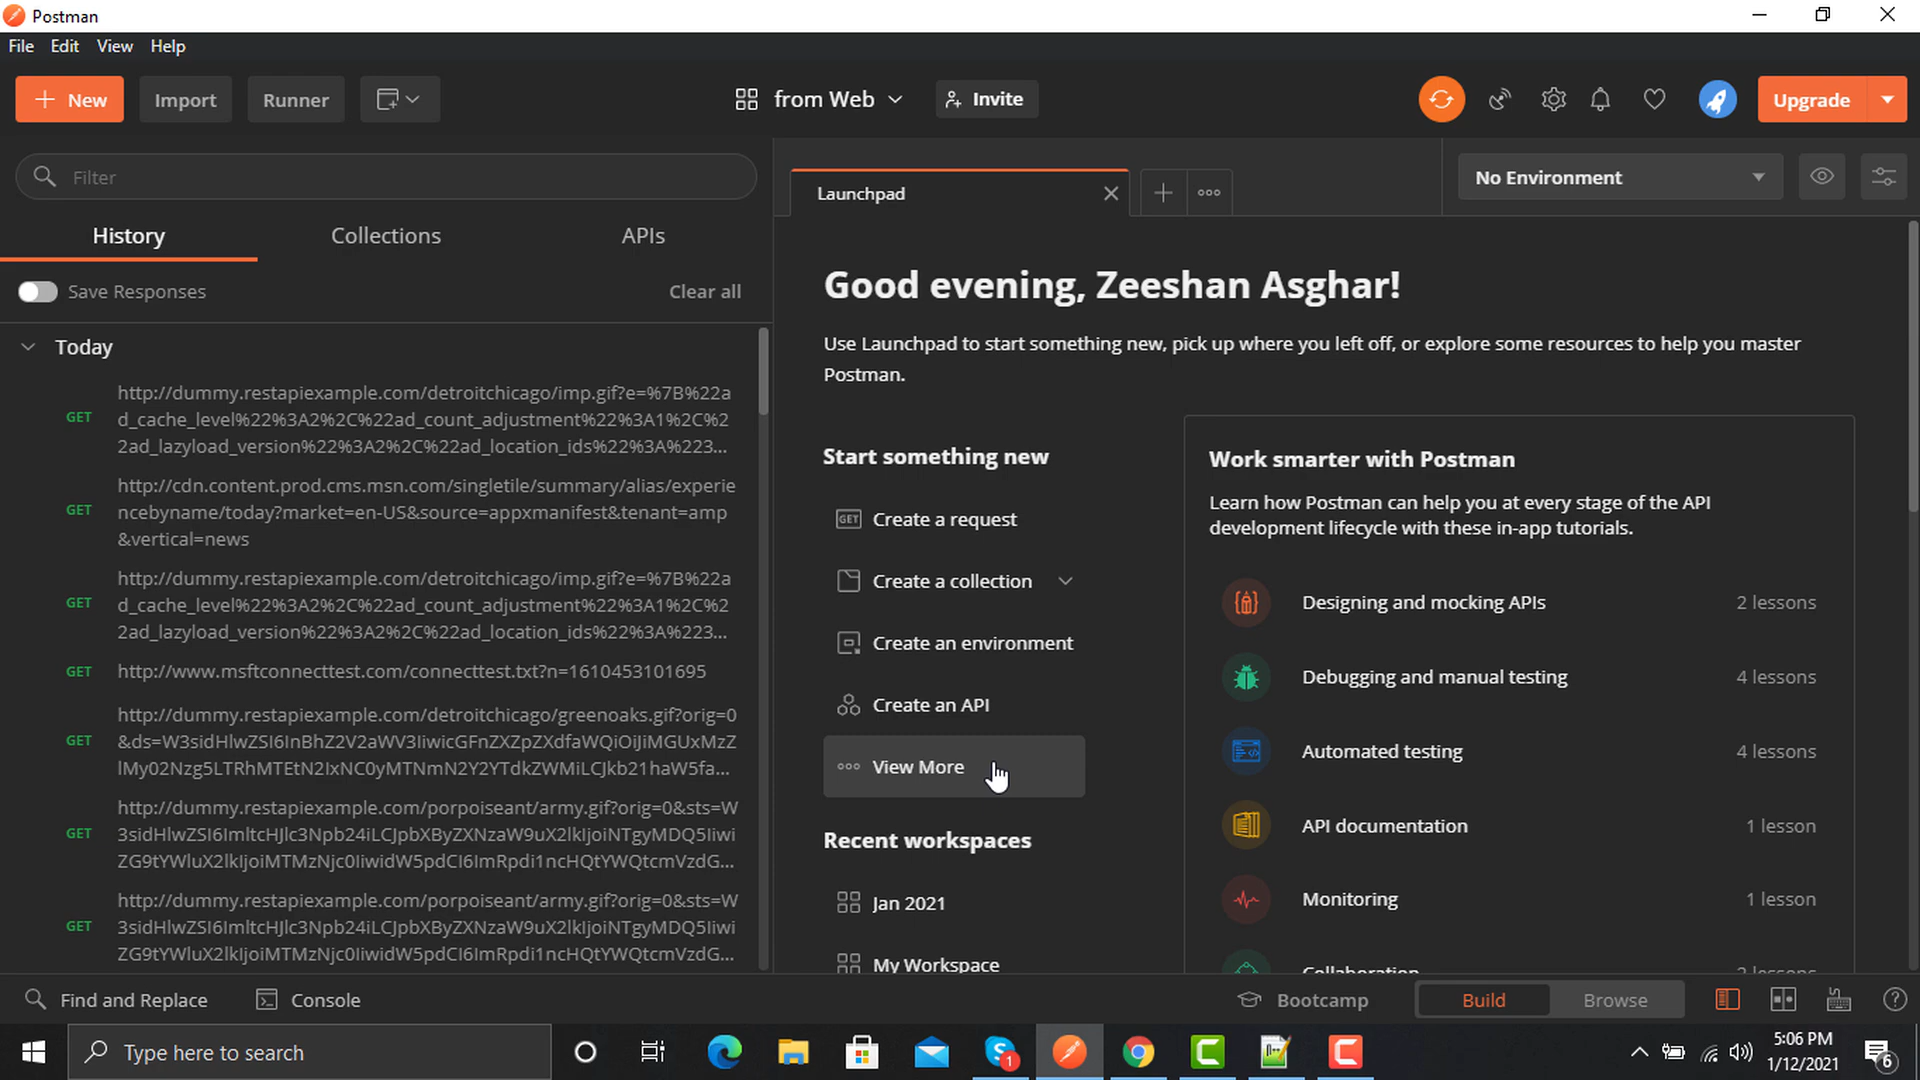 Postman
File Edit View Help
New Import Runner from Web Invite Upgrade
Filter
History Collections APIs
Save Responses Clear all
Today
GET http://dummy.restapiexample.com/detroitchicago/imp.gif?e=%7B%22a
d_cache_level%22%3A2%2C%22ad_count_adjustment%22%3A1%2C%2
2ad_lazyload_version%22%3A2%2C%22ad_location_ids%22%3A%223...
GET http://cdn.content.prod.cms.msn.com/singletile/summary/alias/experie
ncebyname/today?market=en-US&source=appxmanifest&tenant=amp
&vertical=news
GET http://dummy.restapiexample.com/detroitchicago/imp.gif?e=%7B%22a
d_cache_level%22%3A2%2C%22ad_count_adjustment%22%3A1%2C%2
2ad_lazyload_version%22%3A2%2C%22ad_location_ids%22%3A%223...
GET http://www.msftconnecttest.com/connecttest.txt?n=1610453101695
GET http://dummy.restapiexample.com/detroitchicago/greenoaks.gif?orig=0
&ds=W3sidHlwZSI6InBhZ2V2aWV3IiwicGFnZXZpZXdfaWQiOiJiMGUxMzZ
lMy02Nzg5LTRhMTEtN2IxNC0yMTNmN2Y2YTdkZWMiLCJkb21haW5fa...
GET http://dummy.restapiexample.com/porpoiseant/army.gif?orig=0&sts=W
3sidHlwZSI6ImltcHJlc3Npb24iLCJpbXByZXNzaW9uX2lkIjoiNTgyMDQ5Iiwi
ZG9tYWluX2lkIjoiMTMzNjc0IiwidW5pdCI6ImRpdi1ncHQtYWQtcmVzdG...
GET http://dummy.restapiexample.com/porpoiseant/army.gif?orig=0&sts=W
3sidHlwZSI6ImltcHJlc3Npb24iLCJpbXByZXNzaW9uX2lkIjoiNTgyMDQ5Iiwi
ZG9tYWluX2lkIjoiMTMzNjc0IiwidW5pdCI6ImRpdi1ncHQtYWQtcmVzdG...
Launchpad
No Environment
Good evening, Zeeshan Asghar!
Use Launchpad to start something new, pick up where you left off, or explore some resources to help you master
Postman.
Start something new
GET Create a request
Create a collection
Create an environment
Create an API
View More
Recent workspaces
Jan 2021
My Workspace
Work smarter with Postman
Learn how Postman can help you at every stage of the API
development lifecycle with these in-app tutorials.
Designing and mocking APIs 2 lessons
Debugging and manual testing 4 lessons
Automated testing 4 lessons
API documentation 1 lesson
Monitoring 1 lesson
Collaboration 2 lessons
Find and Replace Console Bootcamp Build Browse
Type here to search
1
5:06 PM
1/12/2021
6